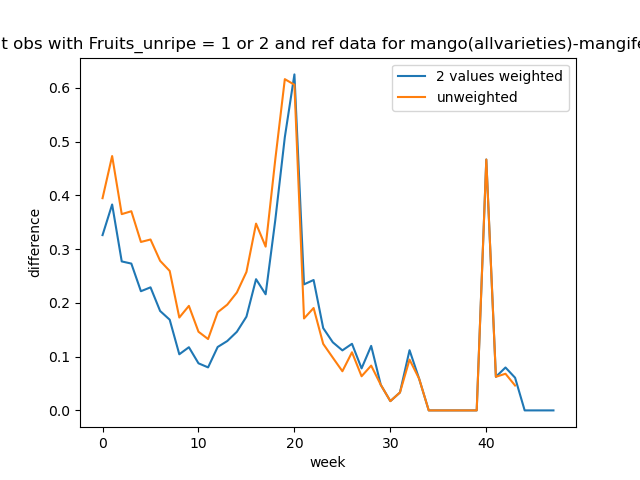 t obs with Fruits_unripe = 1 or 2 and ref data for mango(allvarieties)-mangife
2 values weighted
unweighted
0.6
0.5
0.4
0.3
0.2
0.1
0.0
difference
0 10 20 30 40
week